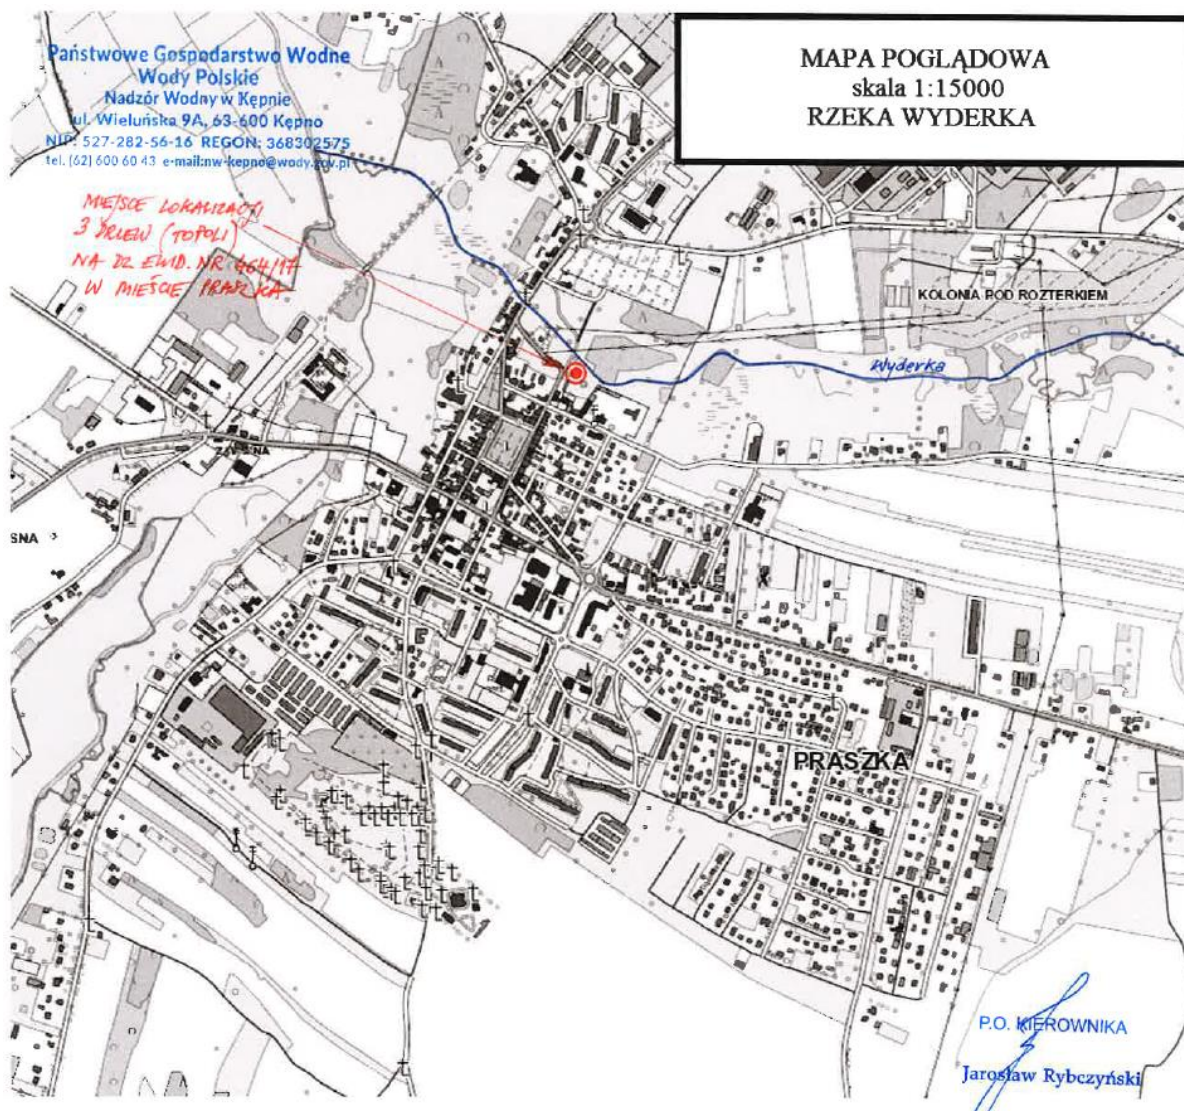 Państwowe Gospodarstwo Wodne
Wody Polskie
Nadzór Wodny w Kępnie
ul. Wieluńska 9A, 63-600 Kępno
NIP: 527-282-56-16 REGON: 368302575
tel. (62) 600 60 43 e-mail:nw-kepno@wody.gov.pl
MAPA POGLĄDOWA
skala 1:15000
RZEKA WYDERKA
MIEJSCE LOKALIZACJI
3 DRZEW (TOPOLI)
NA DZ. EWID. NR 464/17
W MIEŚCIE PRASZKA
KOLONIA POD ROZTERKIEM
Wyderka
ZAWISNA
SNA
PRASZKA
P.O. KIEROWNIKA
Jarosław Rybczyński